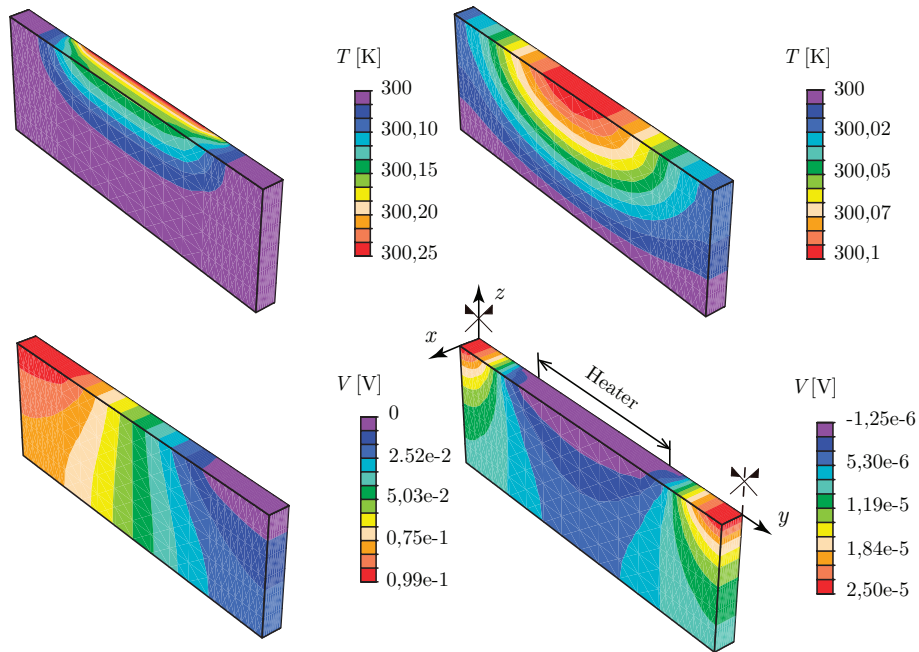 T [K]
300
300,10
300,15
300,20
300,25
T [K]
300
300,02
300,05
300,07
300,1
V [V]
0
2.52e-2
5,03e-2
0,75e-1
0,99e-1
z
x
Heater
y
V [V]
-1,25e-6
5,30e-6
1,19e-5
1,84e-5
2,50e-5